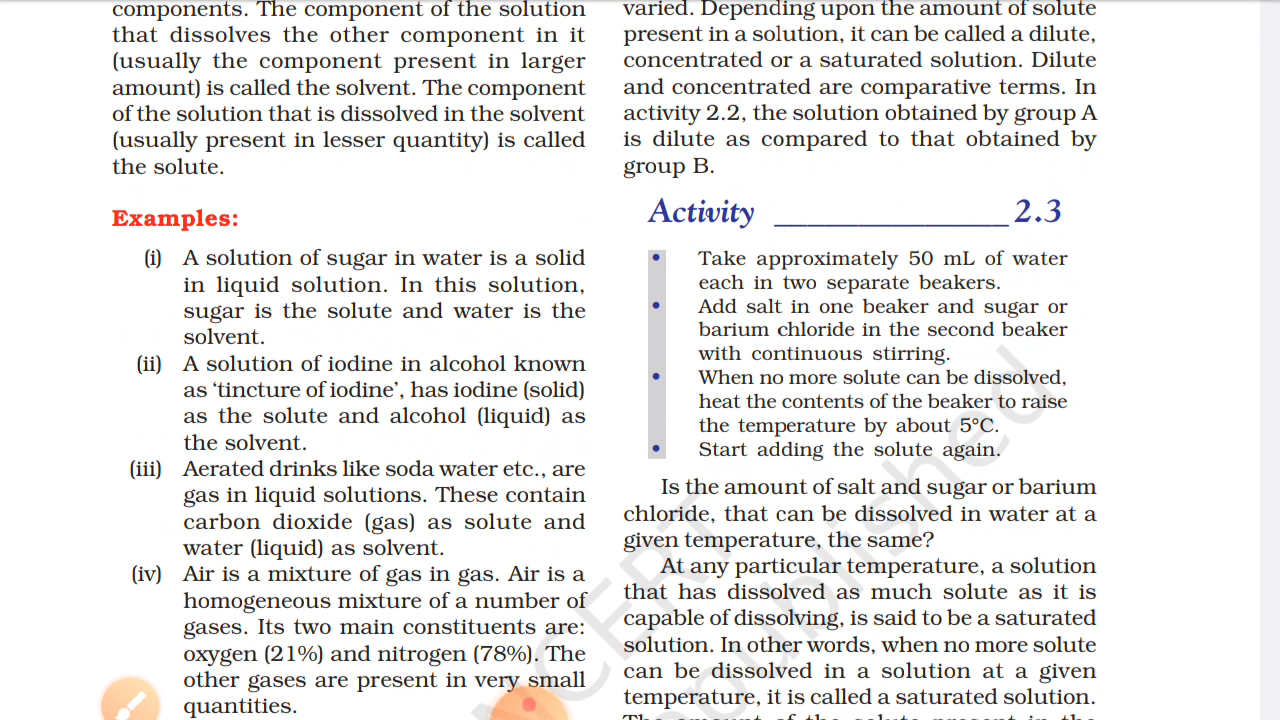 components. The component of the solution
that dissolves the other component in it
(usually the component present in larger
amount) is called the solvent. The component
of the solution that is dissolved in the solvent
(usually present in lesser quantity) is called
the solute.
Examples:
(i) A solution of sugar in water is a solid
in liquid solution. In this solution,
sugar is the solute and water is the
solvent.
(ii) A solution of iodine in alcohol known
as ‘tincture of iodine’, has iodine (solid)
as the solute and alcohol (liquid) as
the solvent.
(iii) Aerated drinks like soda water etc., are
gas in liquid solutions. These contain
carbon dioxide (gas) as solute and
water (liquid) as solvent.
(iv) Air is a mixture of gas in gas. Air is a
homogeneous mixture of a number of
gases. Its two main constituents are:
oxygen (21%) and nitrogen (78%). The
other gases are present in very small
quantities.
varied. Depending upon the amount of solute
present in a solution, it can be called a dilute,
concentrated or a saturated solution. Dilute
and concentrated are comparative terms. In
activity 2.2, the solution obtained by group A
is dilute as compared to that obtained by
group B.
Activity ______________ 2.3
• Take approximately 50 mL of water
each in two separate beakers.
• Add salt in one beaker and sugar or
barium chloride in the second beaker
with continuous stirring.
• When no more solute can be dissolved,
heat the contents of the beaker to raise
the temperature by about 5°C.
• Start adding the solute again.
Is the amount of salt and sugar or barium
chloride, that can be dissolved in water at a
given temperature, the same?
At any particular temperature, a solution
that has dissolved as much solute as it is
capable of dissolving, is said to be a saturated
solution. In other words, when no more solute
can be dissolved in a solution at a given
temperature, it is called a saturated solution.
The amount of the solute present in the
NCERT
published